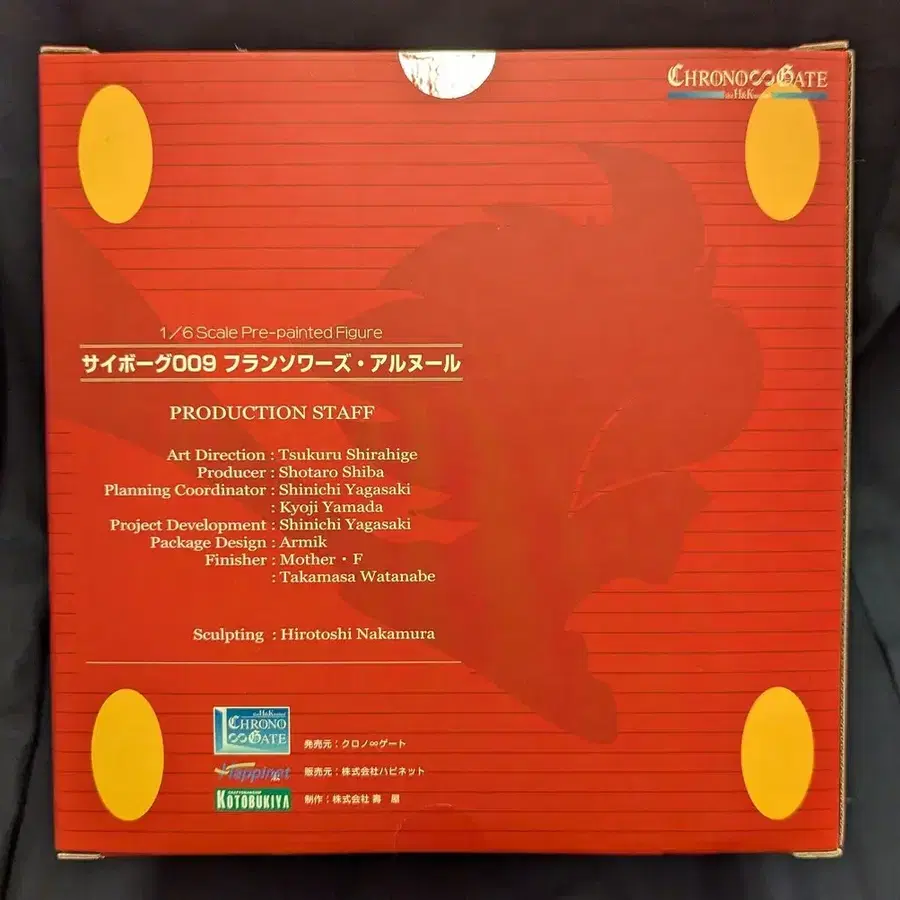 CHRONO∞GATE
the H&K
1/6 Scale Pre-painted Figure
サイボーグ009 フランソワーズ・アルヌール
PRODUCTION STAFF
Art Direction : Tsukuru Shirahige
Producer : Shotaro Shiba
Planning Coordinator : Shinichi Yagasaki
: Kyoji Yamada
Project Development : Shinichi Yagasaki
Package Design : Armik
Finisher : Mother・F
: Takamasa Watanabe
Sculpting : Hirotoshi Nakamura
the H&K
CHRONO
∞GATE
発売元：クロノ∞ゲート
Happinet
販売元：株式会社ハピネット
KOTOBUKIYA
制作：株式会社 壽 屋